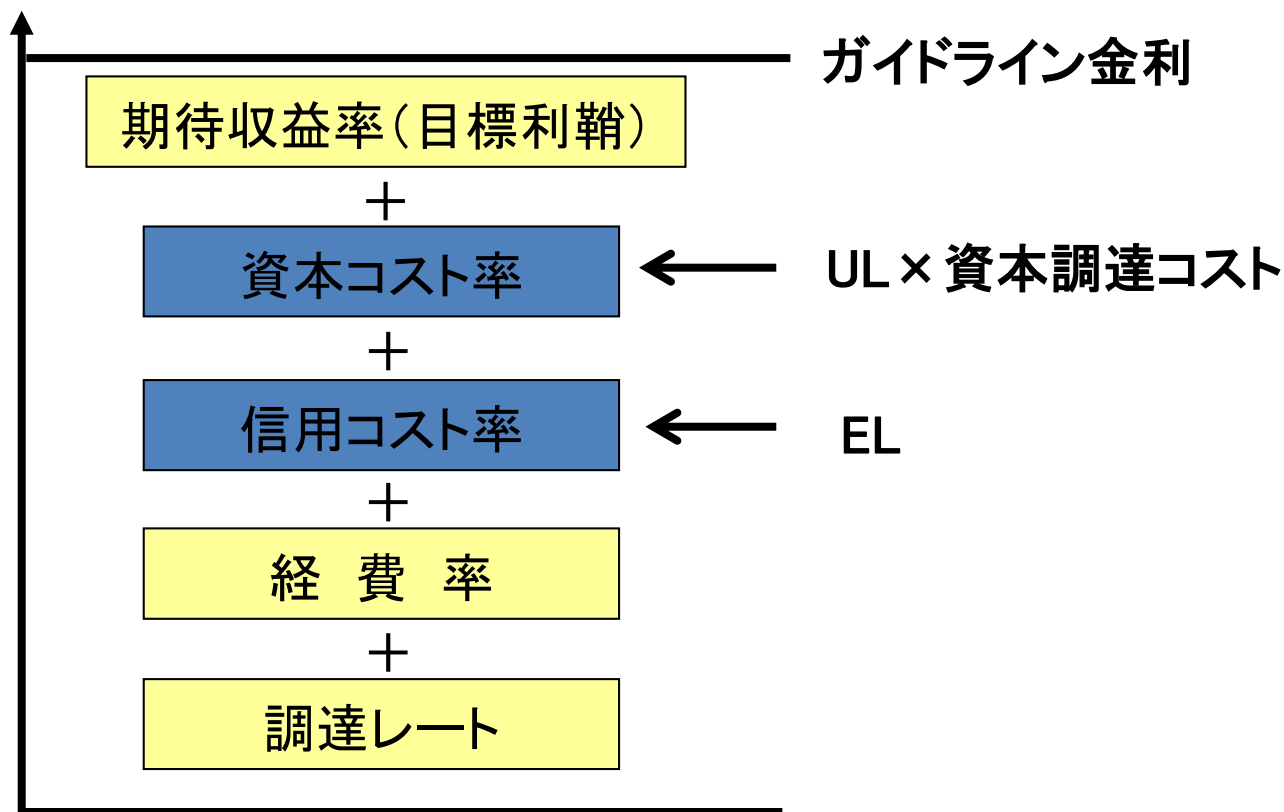 ガイドライン金利
期待収益率（目標利鞘）
＋
資本コスト率
UL×資本調達コスト
＋
信用コスト率
EL
＋
経　費　率
＋
調達レート